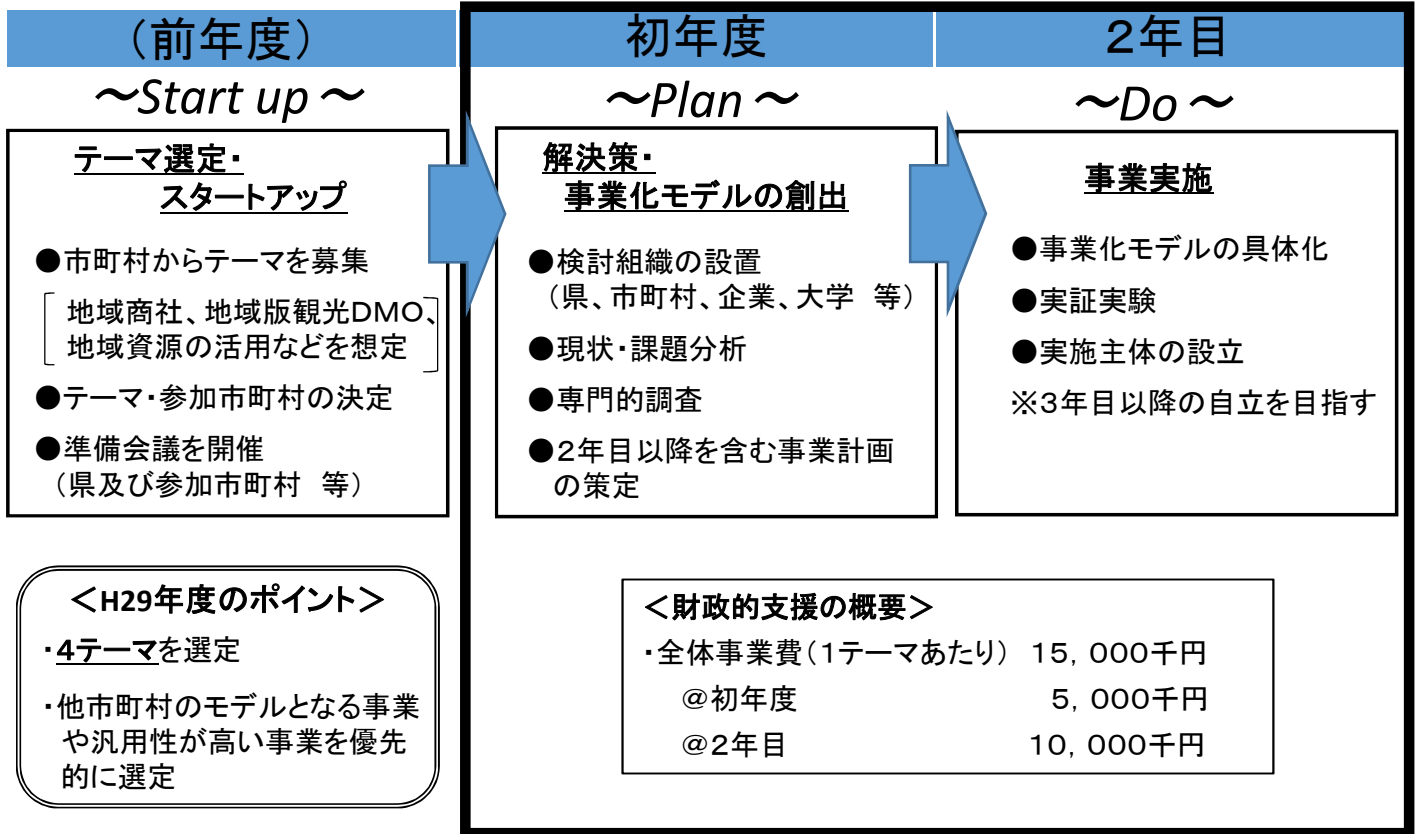 （前年度）
～Start up～
テーマ選定・
スタートアップ
●市町村からテーマを募集
地域商社、地域版観光DMO、
地域資源の活用などを想定
●テーマ・参加市町村の決定
●準備会議を開催
（県及び参加市町村　等）
初年度
～Plan～
解決策・
事業化モデルの創出
●検討組織の設置
（県、市町村、企業、大学　等）
●現状・課題分析
●専門的調査
●２年目以降を含む事業計画
の策定
２年目
～Do～
事業実施
●事業化モデルの具体化
●実証実験
●実施主体の設立
※３年目以降の自立を目指す
＜H29年度のポイント＞
・４テーマを選定
・他市町村のモデルとなる事業
や汎用性が高い事業を優先
的に選定
＜財政的支援の概要＞
・全体事業費（１テーマあたり）　１５，０００千円
＠初年度　５，０００千円
＠２年目　１０，０００千円